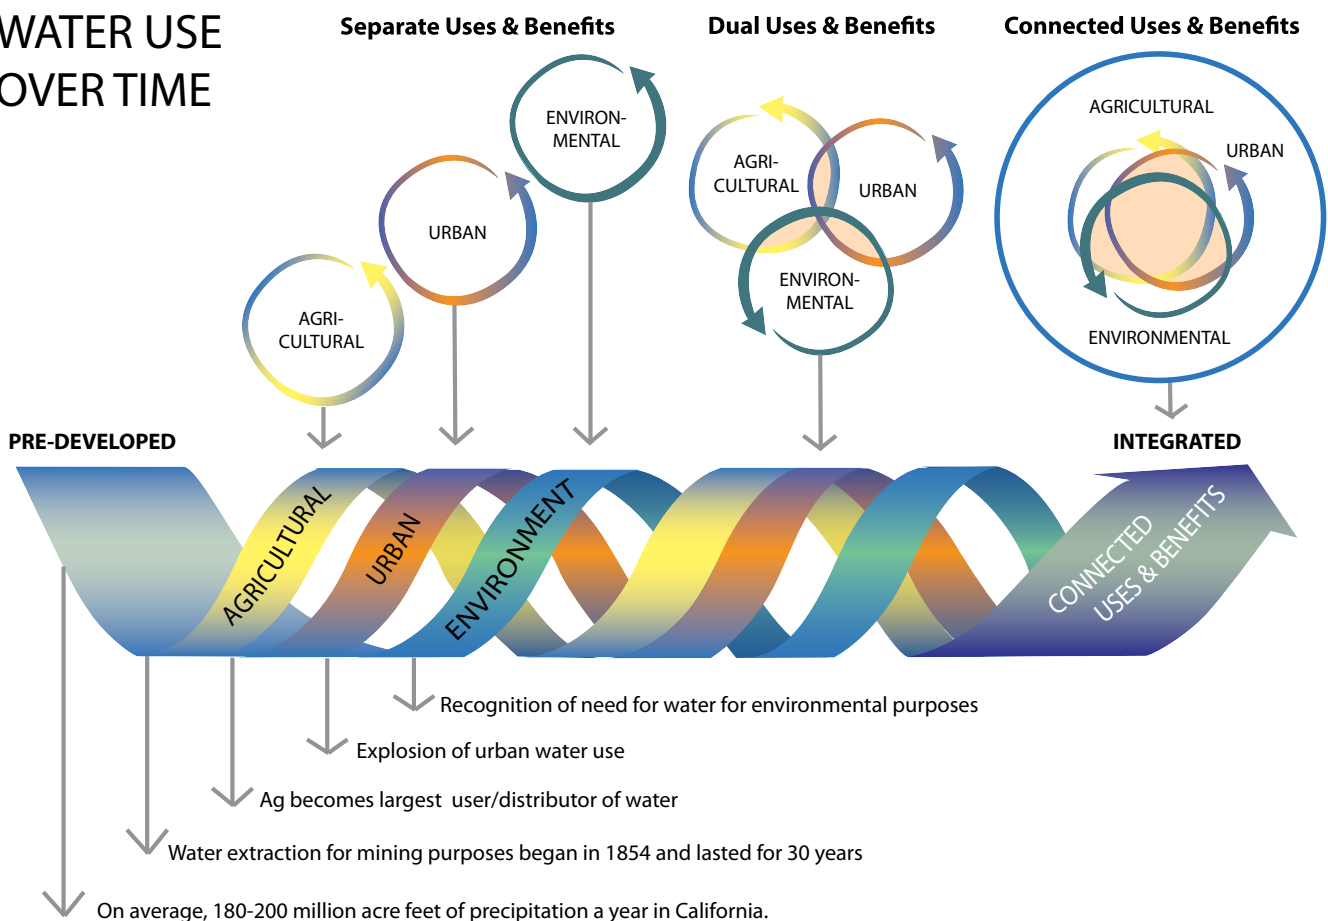 WATER USE
OVER TIME
Separate Uses & Benefits
Dual Uses & Benefits
Connected Uses & Benefits
ENVIRON-
MENTAL
URBAN
AGRI-
CULTURAL
AGRI-
CULTURAL
URBAN
ENVIRON-
MENTAL
AGRICULTURAL
URBAN
ENVIRONMENTAL
PRE-DEVELOPED
INTEGRATED
AGRICULTURAL
URBAN
ENVIRONMENT
CONNECTED
USES & BENEFITS
Recognition of need for water for environmental purposes
Explosion of urban water use
Ag becomes largest user/distributor of water
Water extraction for mining purposes began in 1854 and lasted for 30 years
On average, 180-200 million acre feet of precipitation a year in California.